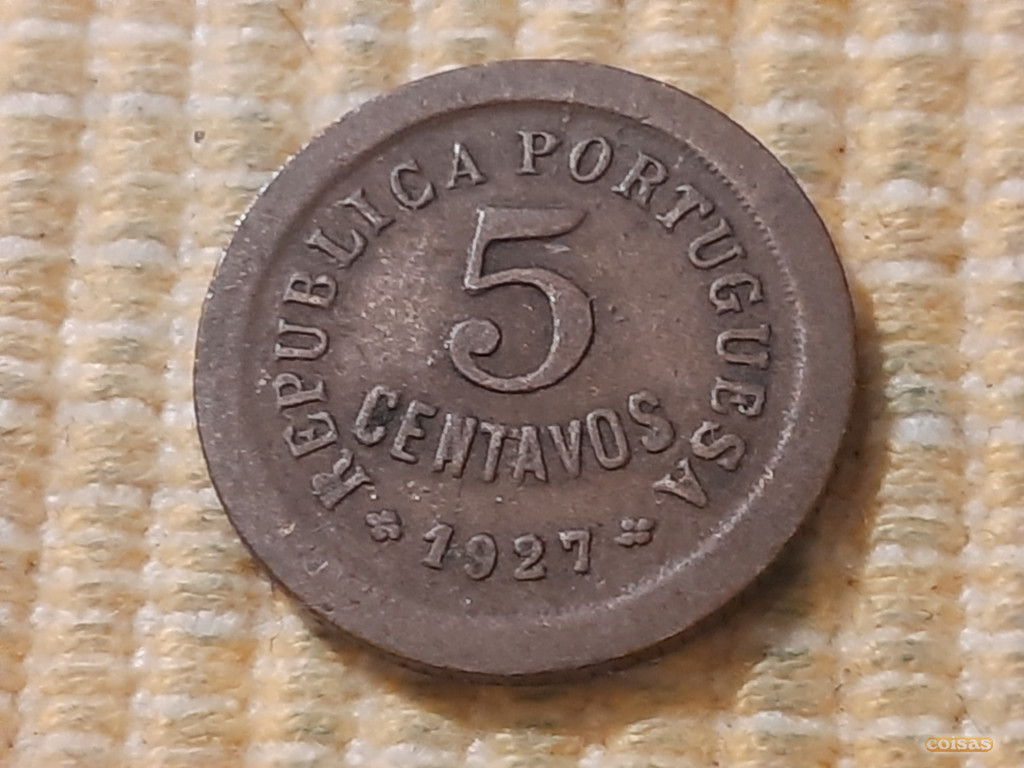 REPUBLICA PORTUGUESA
5
CENTAVOS
* 1927 *
coisas